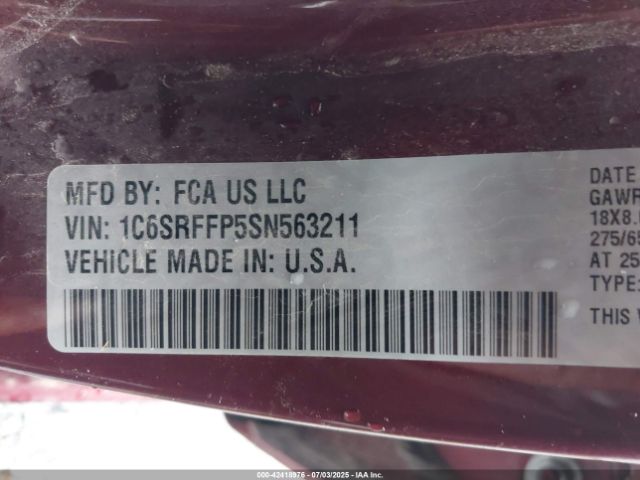 MFD BY: FCA US LLC
VIN: 1C6SRFFP5SN563211
VEHICLE MADE IN: U.S.A.
DATE
GAWR
18X8.
275/65
AT 25
TYPE:
THIS
000-42418976 - 07/03/2025 - IAA Inc.